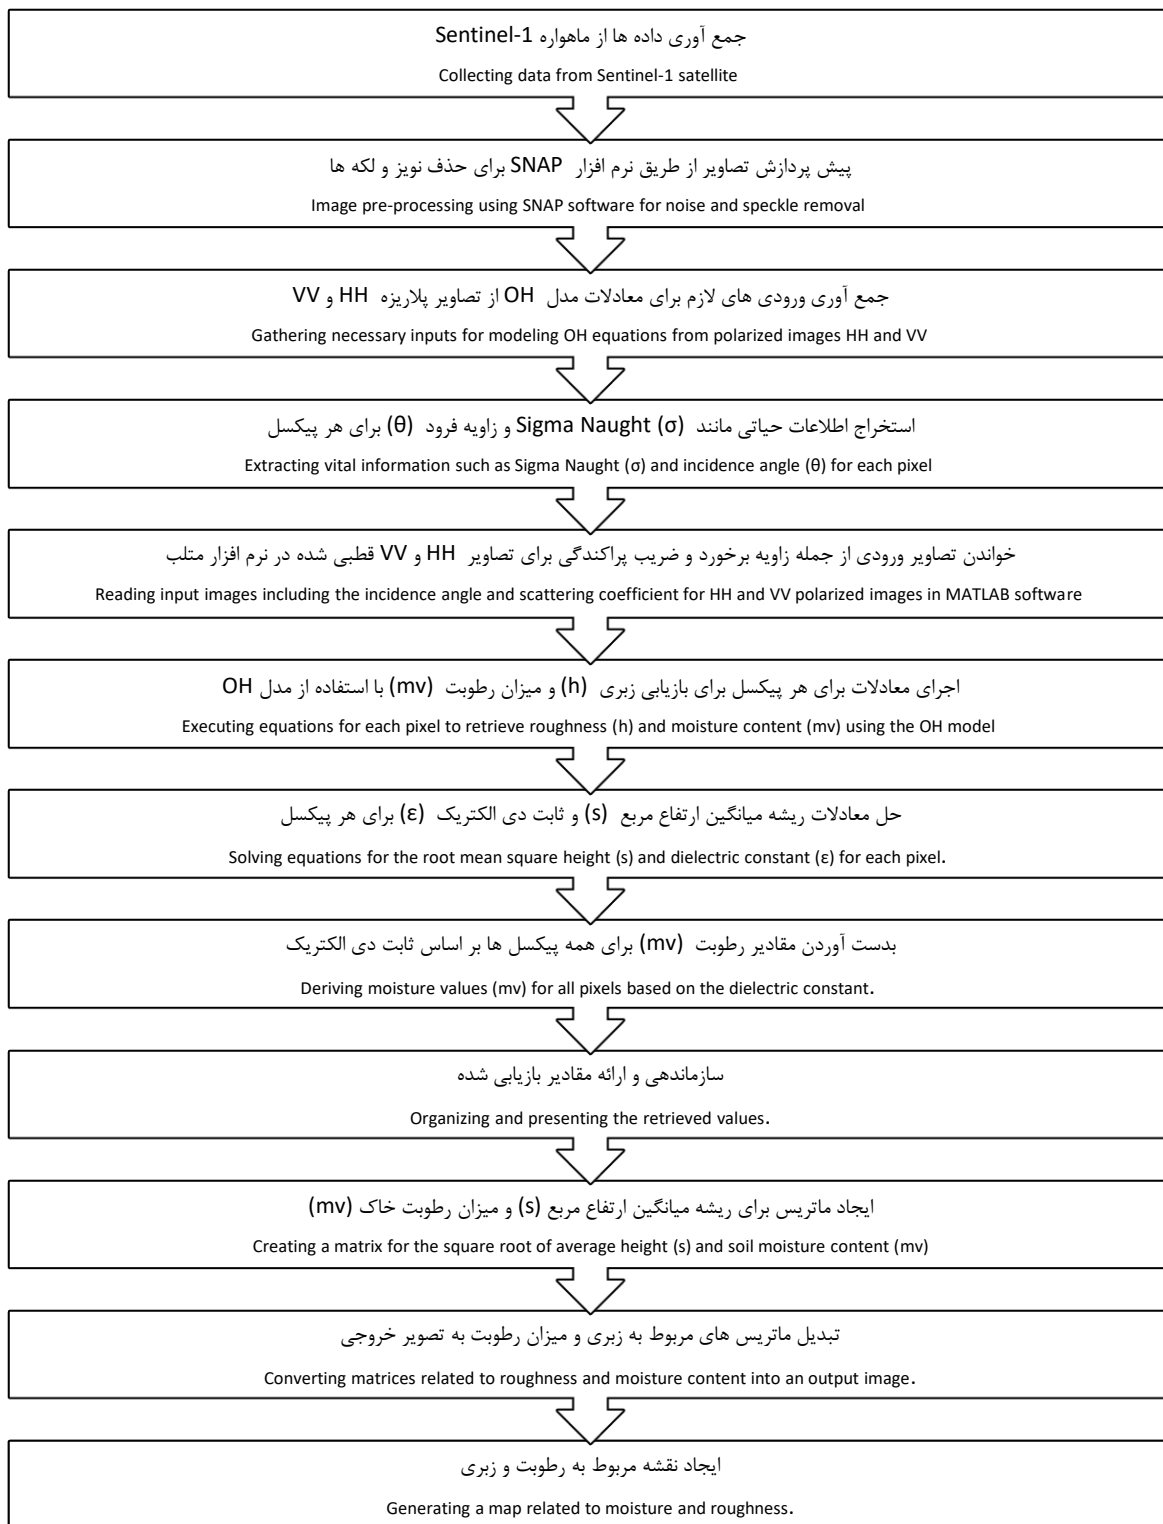 جمع آوری داده ها از ماهواره Sentinel-1
Collecting data from Sentinel-1 satellite
پیش پردازش تصاویر از طریق نرم افزار SNAP برای حذف نویز و لکه ها
Image pre-processing using SNAP software for noise and speckle removal
جمع آوری ورودی های لازم برای معادلات مدل OH از تصاویر پلاریزه HH و VV
Gathering necessary inputs for modeling OH equations from polarized images HH and VV
استخراج اطلاعات حیاتی مانند Sigma Naught (σ) و زاویه فرود (θ) برای هر پیکسل
Extracting vital information such as Sigma Naught (σ) and incidence angle (θ) for each pixel
خواندن تصاویر ورودی از جمله زاویه برخورد و ضریب پراکندگی برای تصاویر HH و VV قطبی شده در نرم افزار متلب
Reading input images including the incidence angle and scattering coefficient for HH and VV polarized images in MATLAB software
اجرای معادلات برای هر پیکسل برای بازیابی زبری (h) و میزان رطوبت (mv) با استفاده از مدل OH
Executing equations for each pixel to retrieve roughness (h) and moisture content (mv) using the OH model
حل معادلات ریشه میانگین ارتفاع مربع (s) و ثابت دی الکتریک (ε) برای هر پیکسل
Solving equations for the root mean square height (s) and dielectric constant (ε) for each pixel.
بدست آوردن مقادیر رطوبت (mv) برای همه پیکسل ها بر اساس ثابت دی الکتریک
Deriving moisture values (mv) for all pixels based on the dielectric constant.
سازماندهی و ارائه مقادیر بازیابی شده
Organizing and presenting the retrieved values.
ایجاد ماتریس برای ریشه میانگین ارتفاع مربع (s) و میزان رطوبت خاک (mv)
Creating a matrix for the square root of average height (s) and soil moisture content (mv)
تبدیل ماتریس های مربوط به زبری و میزان رطوبت به تصویر خروجی
Converting matrices related to roughness and moisture content into an output image.
ایجاد نقشه مربوط به رطوبت و زبری
Generating a map related to moisture and roughness.